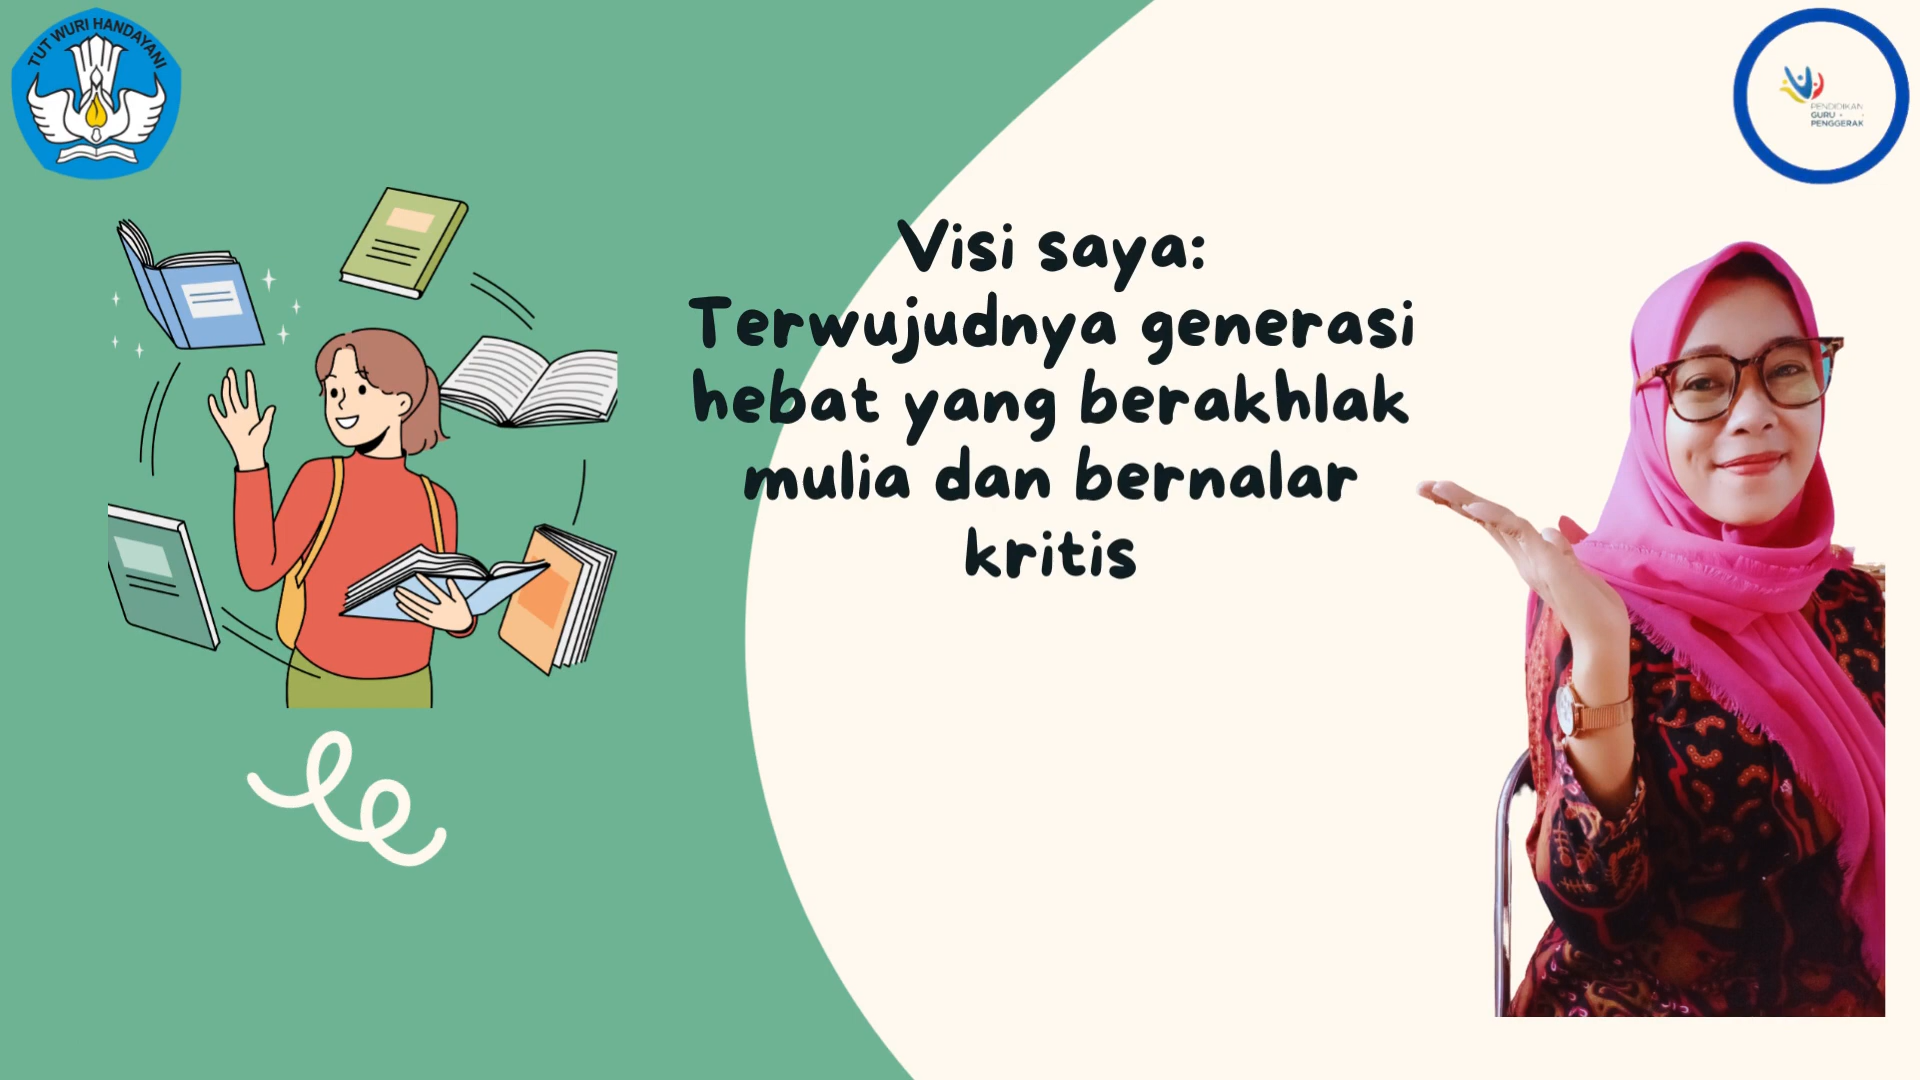 TUT WURI HANDAYANI
PENDIDIKAN
GURU
PENGGERAK
Visi saya:
Terwujudnya generasi
hebat yang berakhlak
mulia dan bernalar
kritis